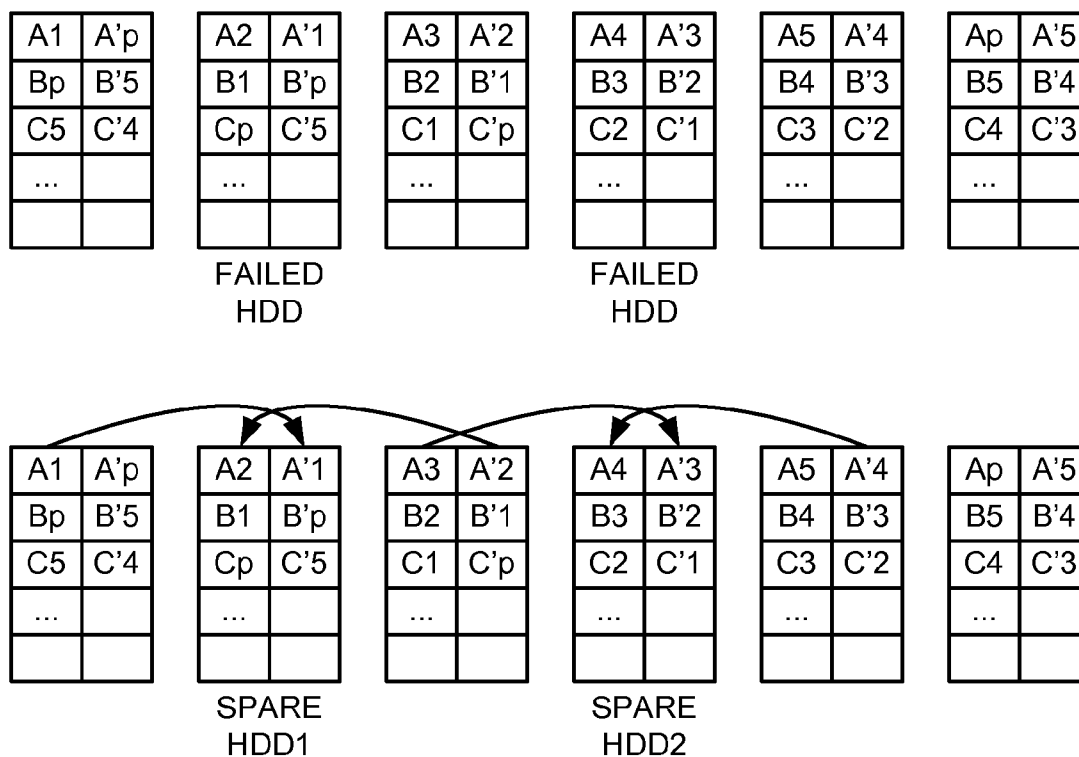 A1 A'p A2 A'1 A3 A'2 A4 A'3 A5 A'4 Ap A'5
Bp B'5 B1 B'p B2 B'1 B3 B'2 B4 B'3 B5 B'4
C5 C'4 Cp C'5 C1 C'p C2 C'1 C3 C'2 C4 C'3
... ... ... ... ... ...
FAILED FAILED
HDD HDD
A1 A'p A2 A'1 A3 A'2 A4 A'3 A5 A'4 Ap A'5
Bp B'5 B1 B'p B2 B'1 B3 B'2 B4 B'3 B5 B'4
C5 C'4 Cp C'5 C1 C'p C2 C'1 C3 C'2 C4 C'3
... ... ... ... ... ...
SPARE SPARE
HDD1 HDD2